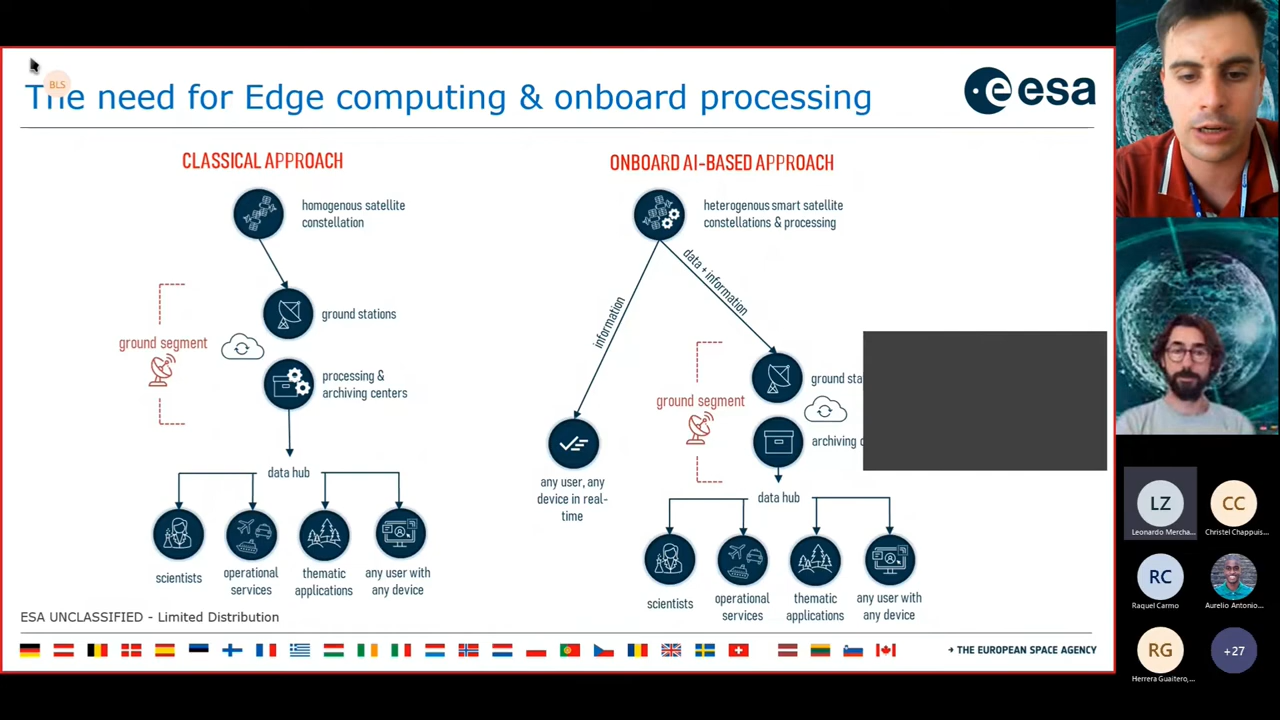 BLS
The need for Edge computing & onboard processing
esa
CLASSICAL APPROACH
homogenous satellite
constellation
ground stations
ground segment
processing &
archiving centers
data hub
scientists
operational
services
thematic
applications
any user with
any device
ONBOARD AI-BASED APPROACH
heterogenous smart satellite
constellations & processing
information
data + information
any user, any
device in real-
time
ground sta
ground segment
archiving c
data hub
scientists
operational
services
thematic
applications
any user with
any device
ESA UNCLASSIFIED - Limited Distribution
→ THE EUROPEAN SPACE AGENCY
LZ
Leonardo Mercha...
CC
Christel Chappuis...
RC
Raquel Carmo
Aurelio Antonio...
RG
Herrera Guaitero,...
+27